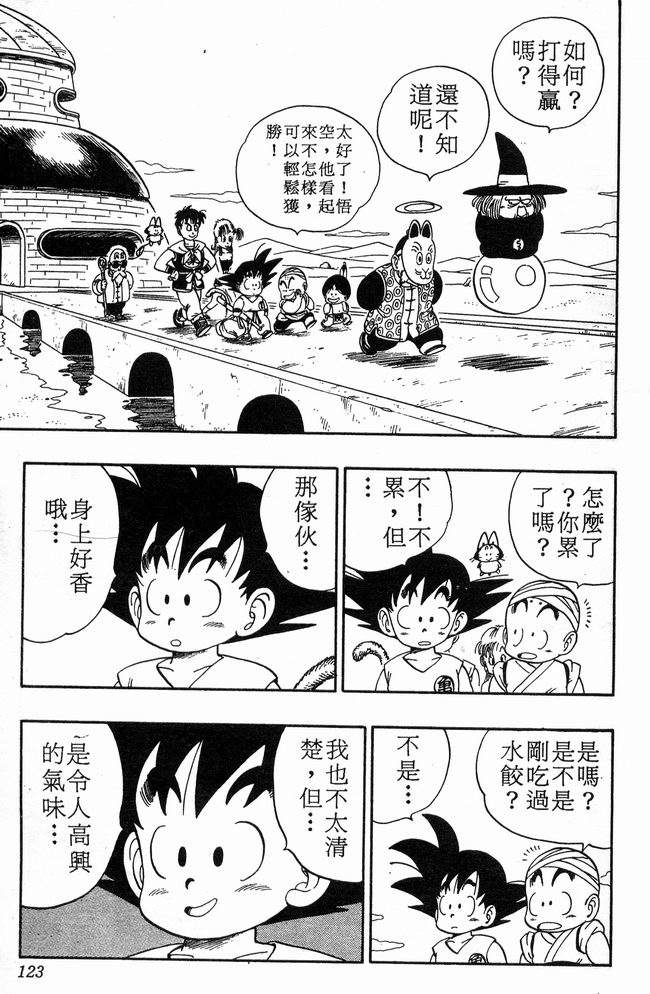 如何？
打得贏
嗎？
還不知
道呢！
太好了！悟
空，他看起
來不怎樣，
可以輕鬆獲
勝！
怎麼了
？你累
了嗎？
不！不
累，但
…
龜
那傢伙…
身上好香
哦…
是嗎？
是不是
剛吃過
水餃？
不是…
我也不太清
楚，但…
是令人高興
的氣味…
123